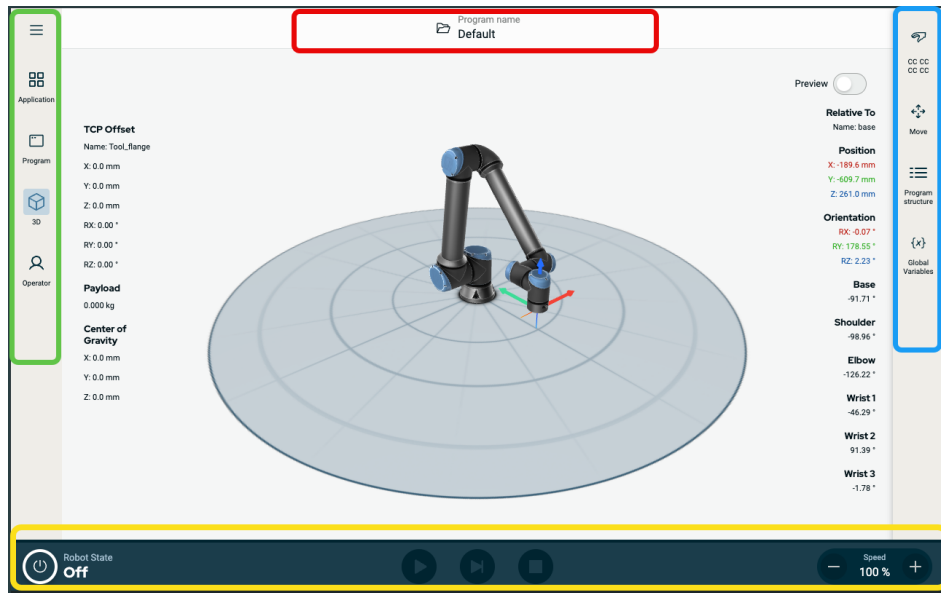 Program name
Default
Application
Program
3D
Operator
TCP Offset
Name: Tool_flange
X: 0.0 mm
Y: 0.0 mm
Z: 0.0 mm
RX: 0.00 °
RY: 0.00 °
RZ: 0.00 °
Payload
0.000 kg
Center of
Gravity
X: 0.0 mm
Y: 0.0 mm
Z: 0.0 mm
Preview
Relative To
Name: base
Position
X: -189.6 mm
Y: -609.7 mm
Z: 261.0 mm
Orientation
RX: -0.07 °
RY: 178.55 °
RZ: 2.23 °
Base
-91.71 °
Shoulder
-98.96 °
Elbow
-126.22 °
Wrist 1
-46.29 °
Wrist 2
91.39 °
Wrist 3
-1.78 °
CC CC
CC CC
Move
Program
structure
{x}
Global
Variables
Robot State
Off
Speed
100 %